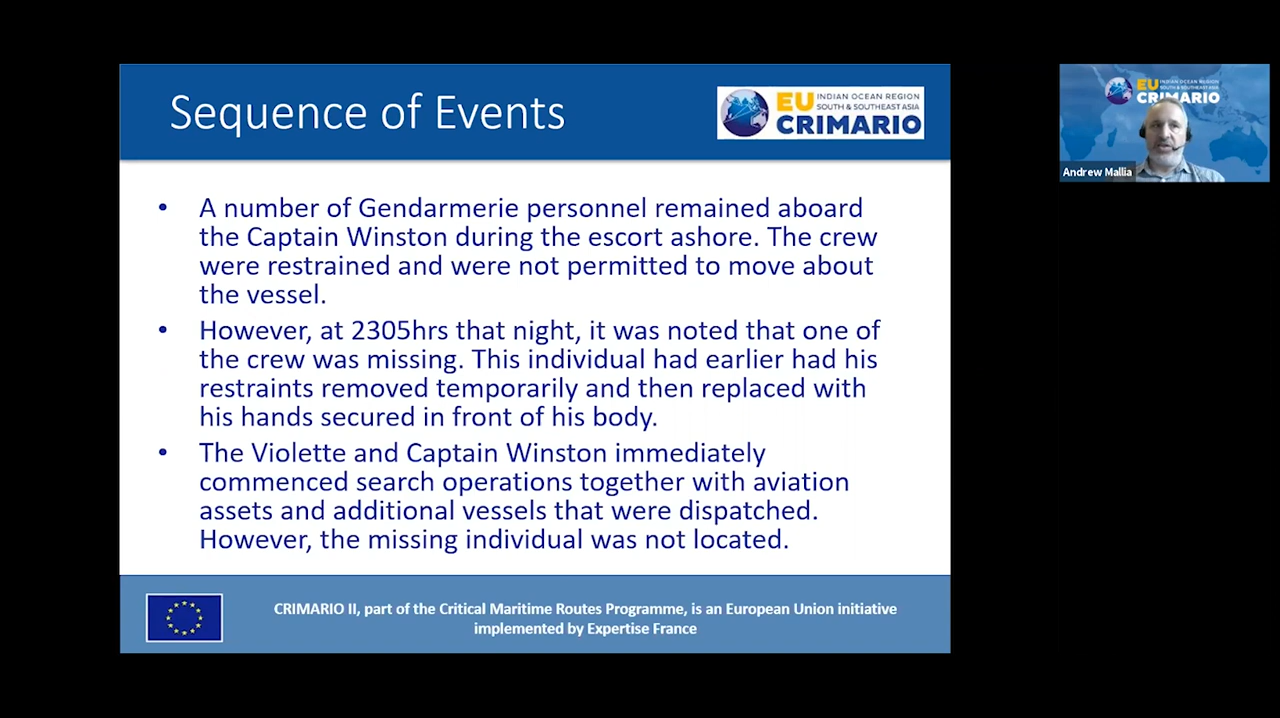 Sequence of Events
EU INDIAN OCEAN REGION
SOUTH & SOUTHEAST ASIA
CRIMARIO
• A number of Gendarmerie personnel remained aboard
the Captain Winston during the escort ashore. The crew
were restrained and were not permitted to move about
the vessel.
• However, at 2305hrs that night, it was noted that one of
the crew was missing. This individual had earlier had his
restraints removed temporarily and then replaced with
his hands secured in front of his body.
• The Violette and Captain Winston immediately
commenced search operations together with aviation
assets and additional vessels that were dispatched.
However, the missing individual was not located.
CRIMARIO II, part of the Critical Maritime Routes Programme, is an European Union initiative
implemented by Expertise France
EU INDIAN OCEAN REGION
SOUTH & SOUTHEAST ASIA
CRIMARIO
Andrew Mallia